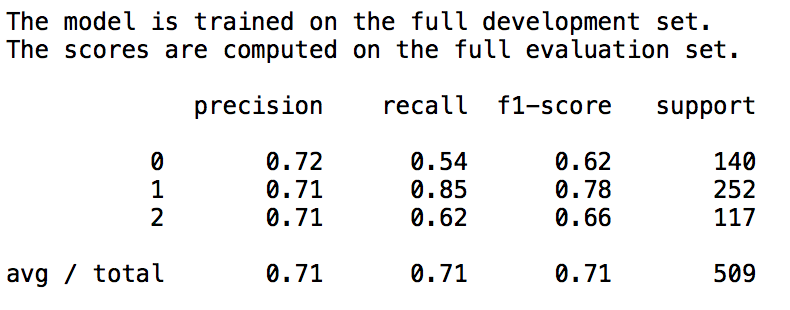 The model is trained on the full development set.
The scores are computed on the full evaluation set.
precision recall f1-score support
0 0.72 0.54 0.62 140
1 0.71 0.85 0.78 252
2 0.71 0.62 0.66 117
avg / total 0.71 0.71 0.71 509